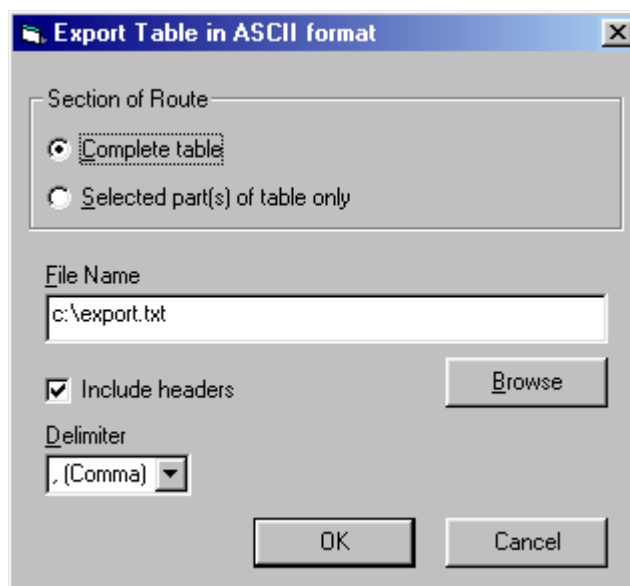 Export Table in ASCII format
Section of Route
Complete table
Selected part(s) of table only
File Name
c:\export.txt
Include headers
Browse
Delimiter
, (Comma)
OK
Cancel